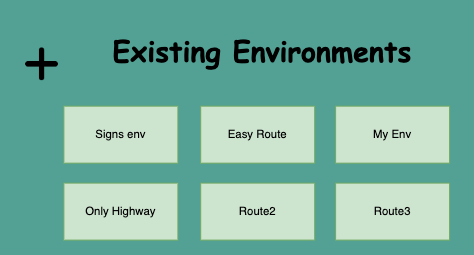 Existing Environments
Signs env
Easy Route
My Env
Only Highway
Route2
Route3